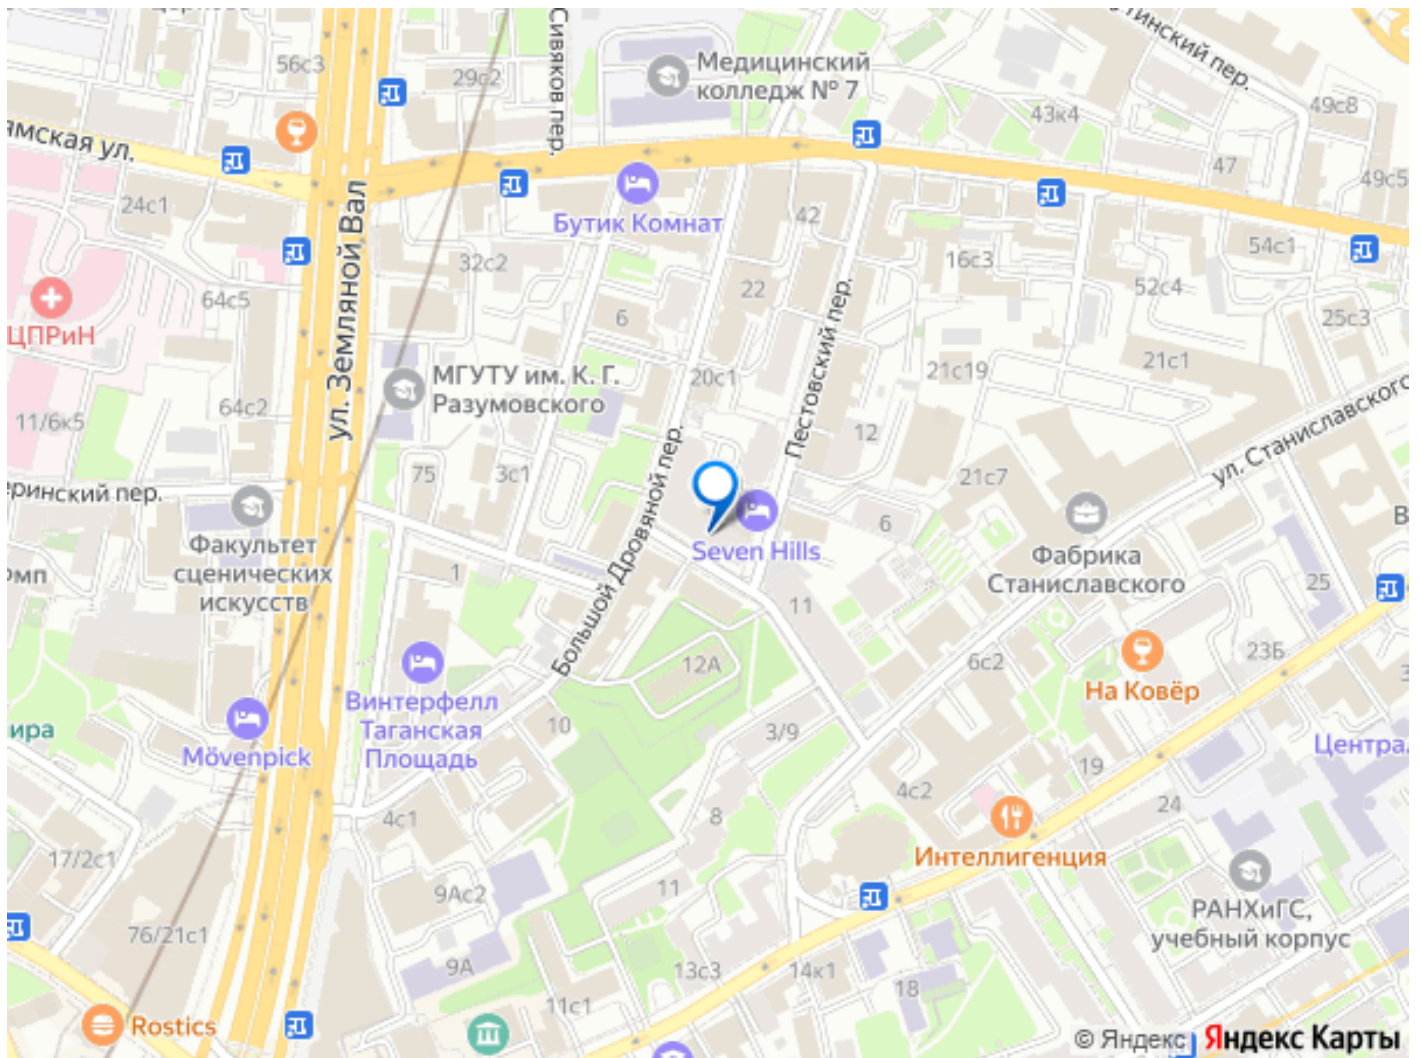 Сивяков пер.
56с3
29с2
Медицинский
колледж № 7
тинский пер.
49с8
43к4
ямская ул.
47
49с5
24с1
ул. Земляной Вал
Бутик Комнат
42
54с1
32с2
16с3
52с4
64с5
22
Пестовский пер.
ЦПРиН
6
25с3
21с1
МГУТУ им. К. Г.
Разумовского
20с1
21с19
64с2
11/6к5
12
ул. Станиславского
75
3с1
21с7
еринский пер.
Большой Дровяной пер.
6
В
Факультет
сценических
искусств
Seven Hills
Фабрика
Станиславского
1
25
11
12А
6с2
23Б
На Ковёр
Винтерфелл
Таганская
Площадь
10
3/9
ира
Mövenpick
Централ
19
4с2
24
4с1
8
17/2с1
Интеллигенция
11
9Ас2
76/21с1
РАНХиГС,
учебный корпус
9А
13с3
14к1
18
11с1
Rostics
© Яндекс Яндекс Карты